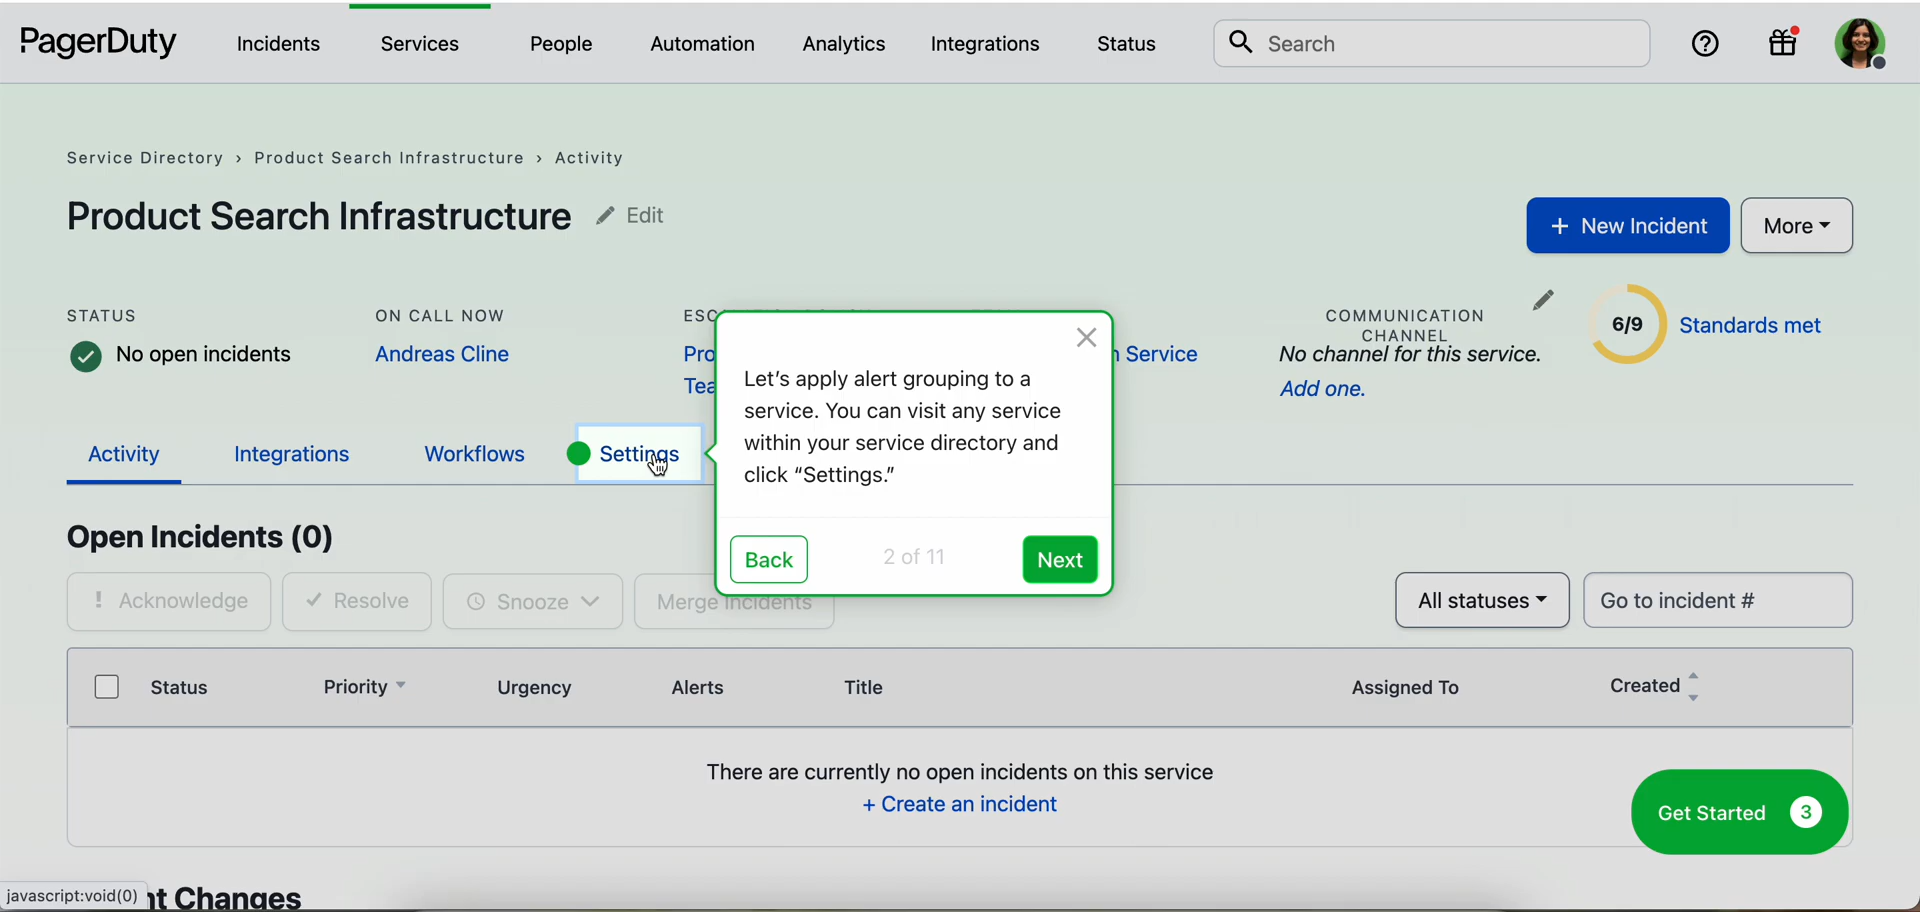 PagerDuty
Incidents
Services
People
Automation
Analytics
Integrations
Status
Search
Service Directory › Product Search Infrastructure › Activity
Product Search Infrastructure
Edit
+ New Incident
More
STATUS
No open incidents
ON CALL NOW
Andreas Cline
Service
COMMUNICATION
CHANNEL
No channel for this service.
Add one.
6/9
Standards met
Activity
Integrations
Workflows
Settings
Let's apply alert grouping to a
service. You can visit any service
within your service directory and
click “Settings.”
Back
2 of 11
Next
Open Incidents (0)
! Acknowledge
Resolve
Snooze
Merge Incidents
All statuses
Go to incident #
Status
Priority
Urgency
Alerts
Title
Assigned To
Created
There are currently no open incidents on this service
+ Create an incident
Get Started 3
javascript:void(0)
Changes